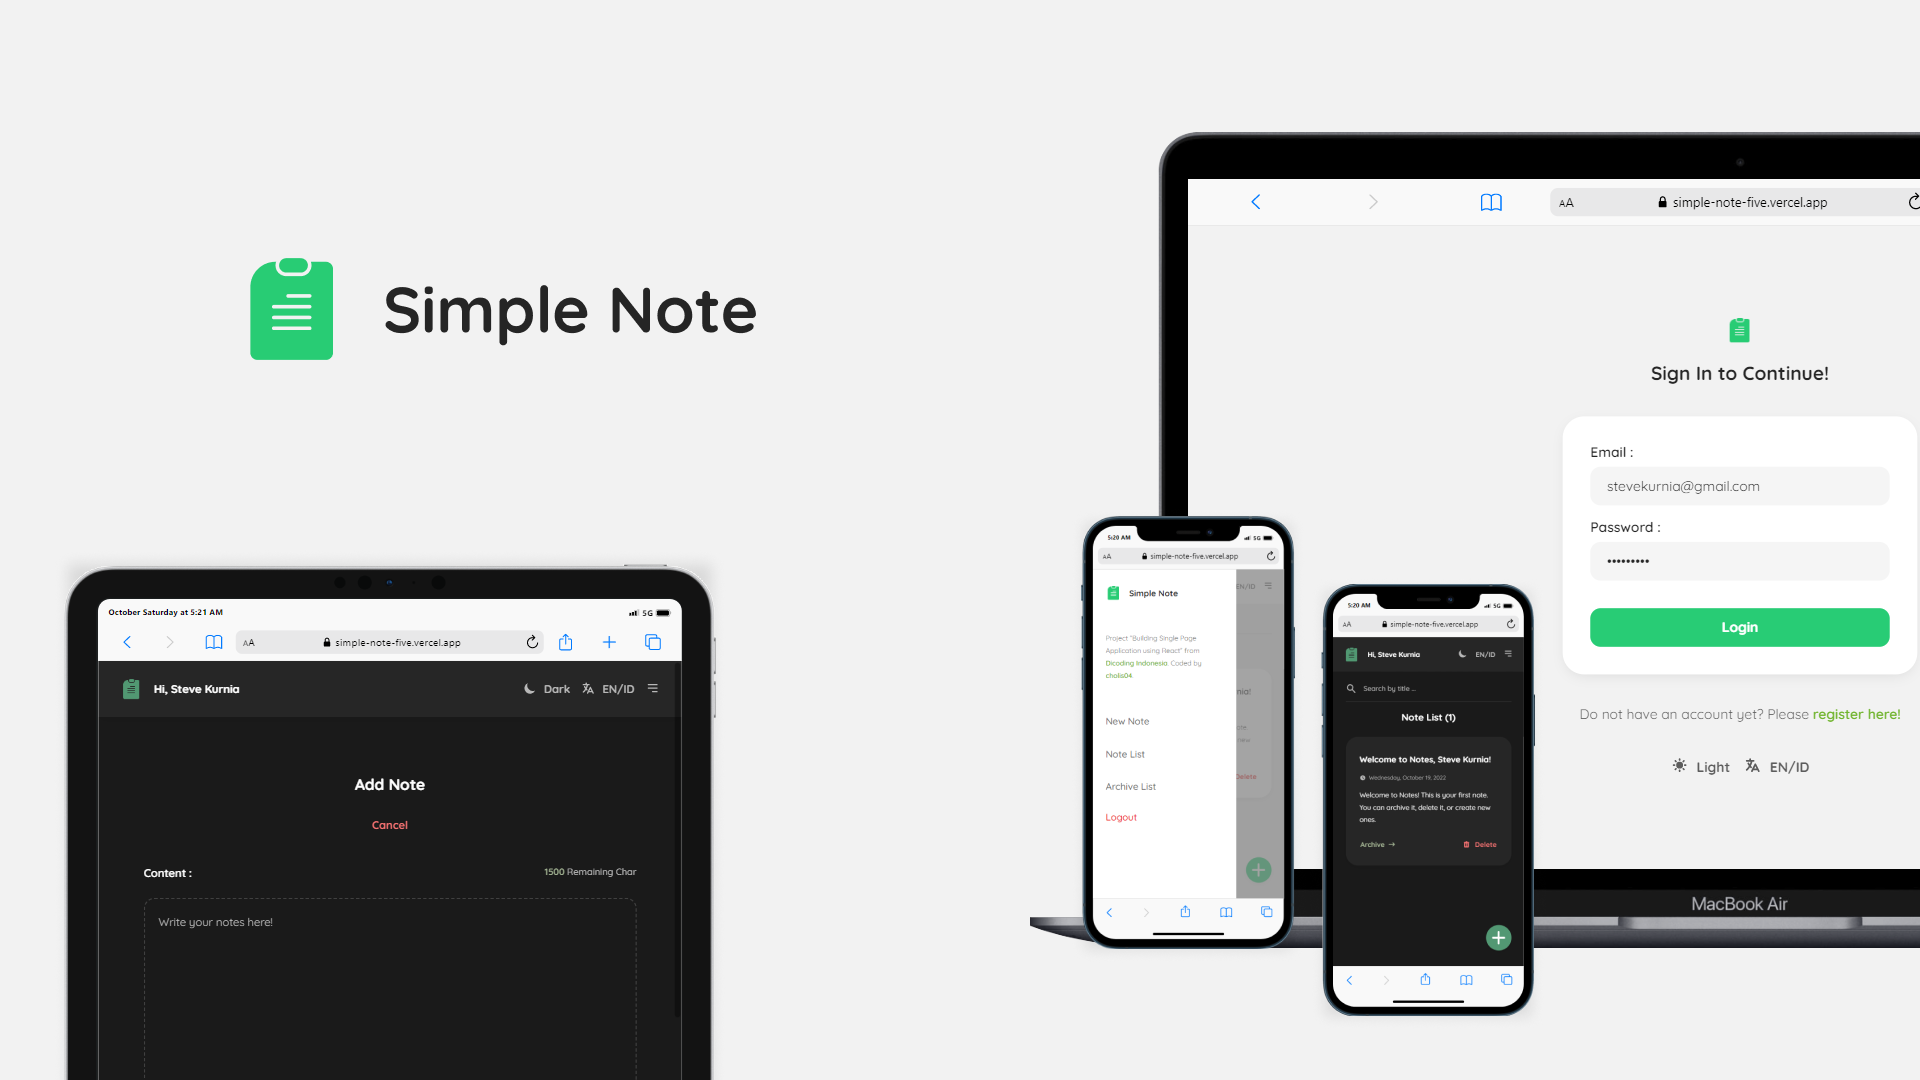 Simple Note
October Saturday at 5:21 AM
5G
AA
simple-note-five.vercel.app
Hi, Steve Kurnia
Dark
EN/ID
Add Note
Cancel
Content :
1500 Remaining Char
Write your notes here!
AA
simple-note-five.vercel.app
Sign In to Continue!
Email :
stevekurnia@gmail.com
Password :
Login
Do not have an account yet? Please register here!
Light
EN/ID
MacBook Air
5:20 AM
5G
AA
simple-note-five.vercel.app
Simple Note
EN/ID
Project "Building Single Page
Application using React" from
Dicoding Indonesia. Coded by
cholis04.
New Note
Note List
Archive List
Logout
Delete
5:20 AM
5G
AA
simple-note-five.vercel.app
Hi, Steve Kurnia
EN/ID
Search by title ...
Note List (1)
Welcome to Notes, Steve Kurnia!
Wednesday, October 19, 2022
Welcome to Notes! This is your first note.
You can archive it, delete it, or create new
ones.
Archive
Delete